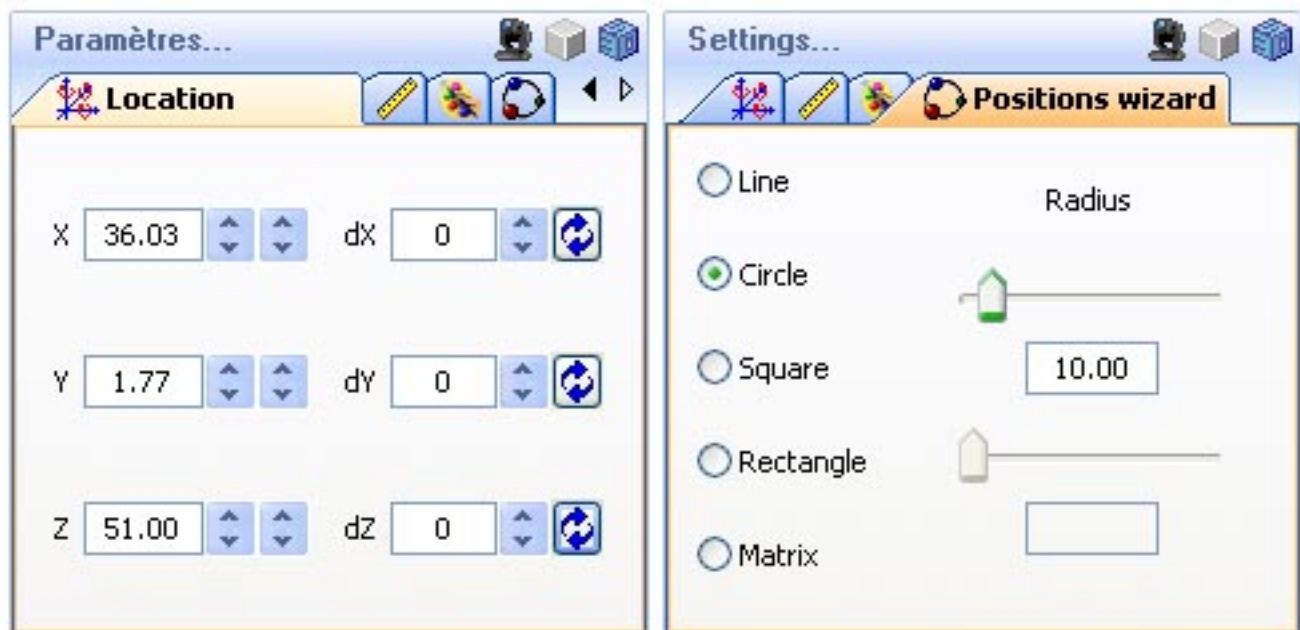 Paramètres...
Location
X 36.03 dX 0
Y 1.77 dY 0
Z 51.00 dZ 0
Settings...
Positions wizard
Line
Radius
Circle
Square
10.00
Rectangle
Matrix